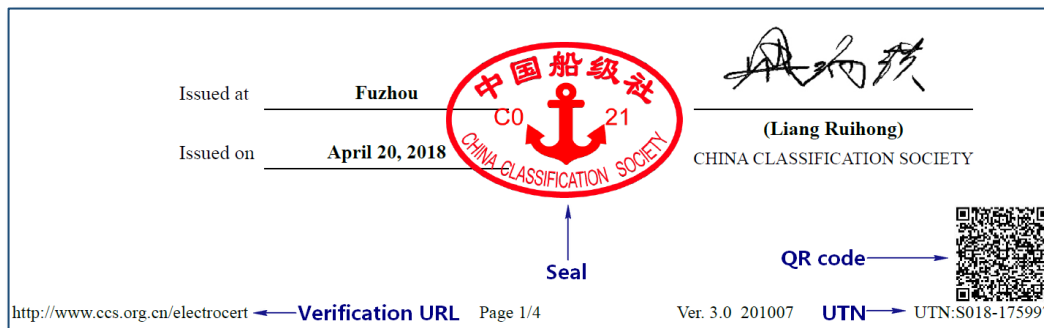 Issued at Fuzhou
Issued on April 20, 2018
中国船级社
C0 21
CHINA CLASSIFICATION SOCIETY
(Liang Ruihong)
CHINA CLASSIFICATION SOCIETY
Seal
QR code
http://www.ccs.org.cn/electrocert Verification URL Page 1/4 Ver. 3.0 201007 UTN UTN:S018-17599